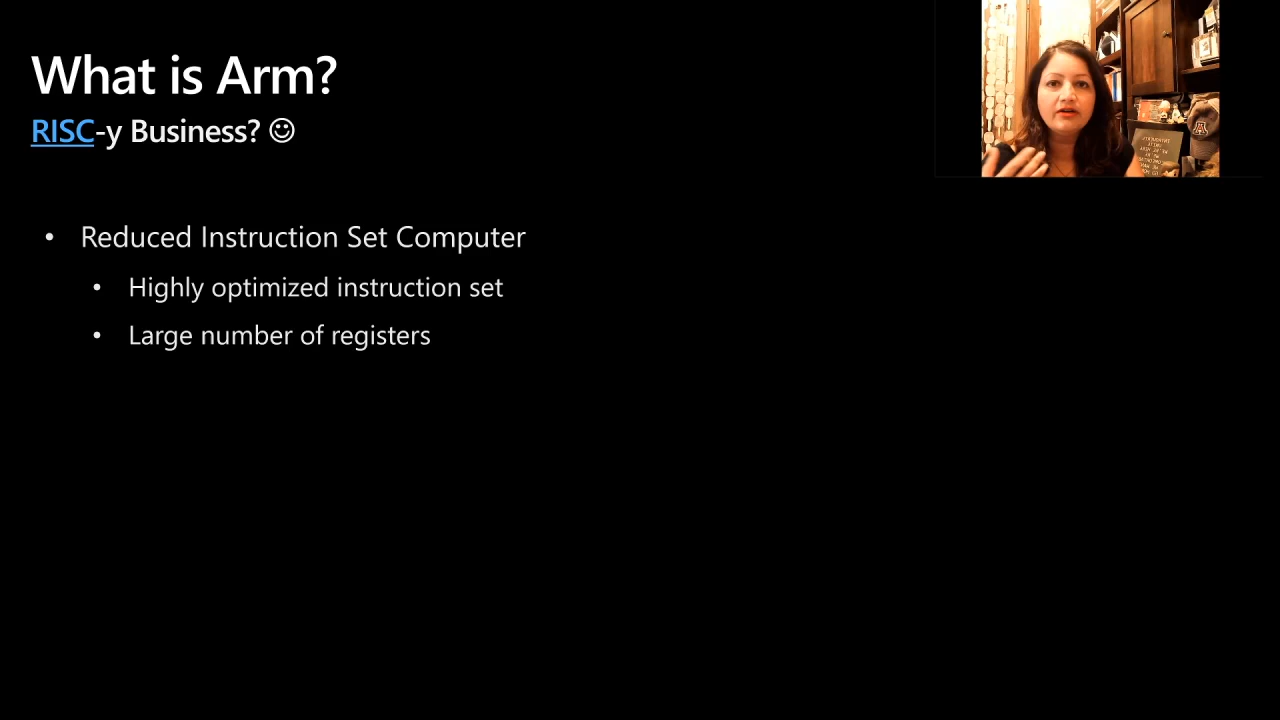 What is Arm?
RISC-y Business? ☺
• Reduced Instruction Set Computer
• Highly optimized instruction set
• Large number of registers
A